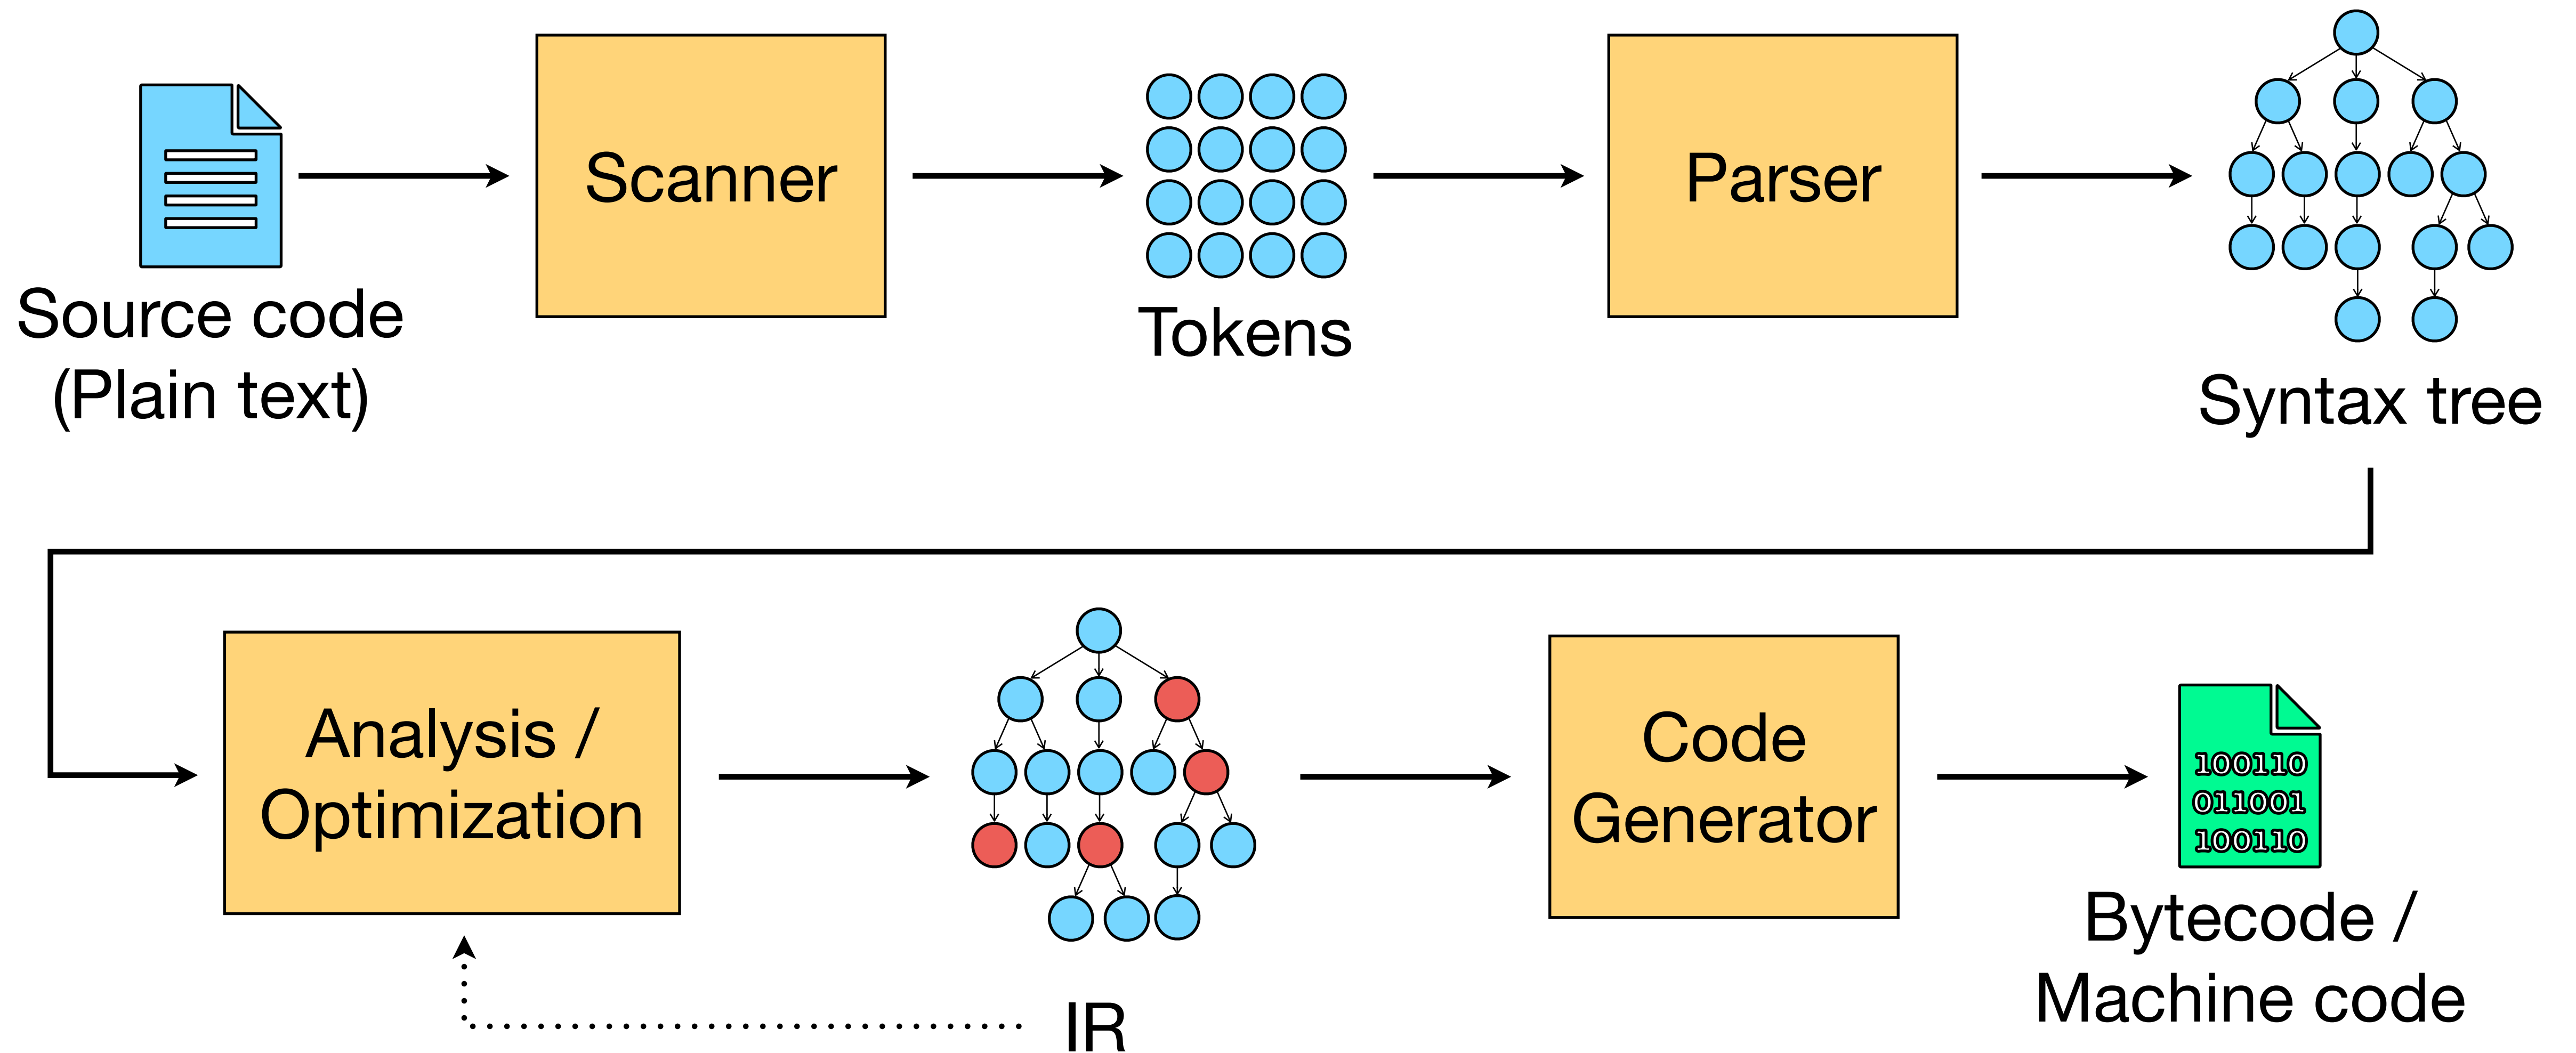 Source code
(Plain text)
Scanner
Tokens
Parser
Syntax tree
Analysis /
Optimization
IR
Code
Generator
100110
011001
100110
Bytecode /
Machine code